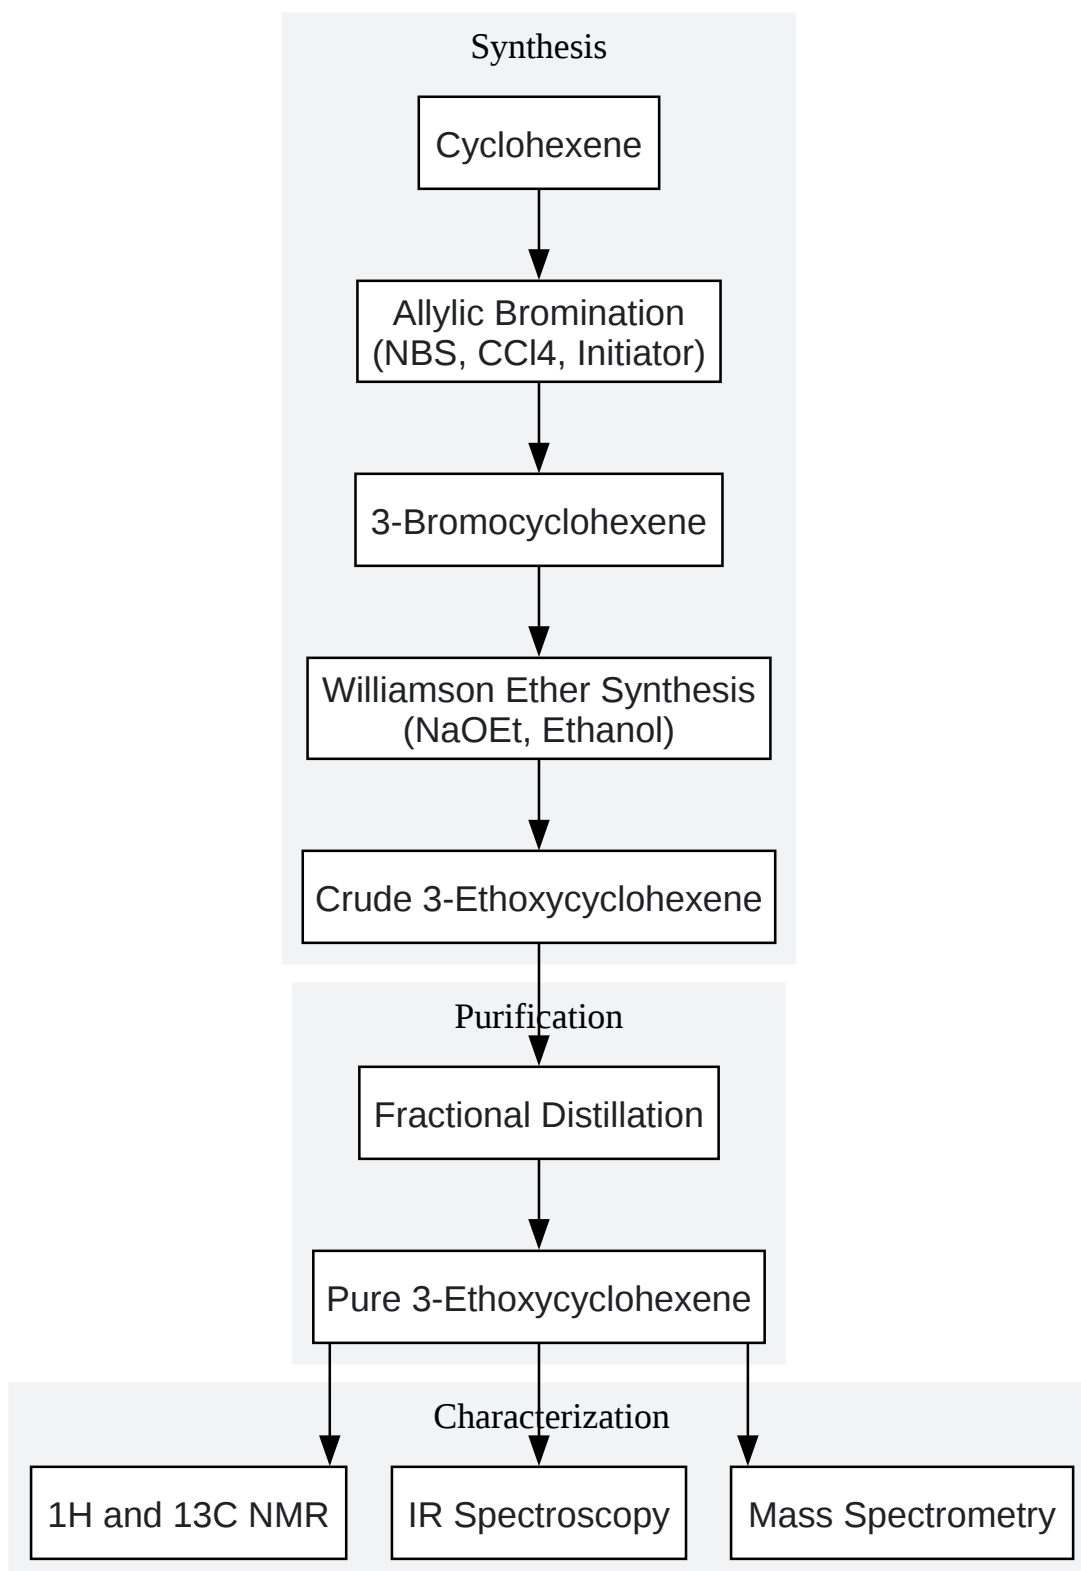 Synthesis
Cyclohexene
Allylic Bromination
(NBS, CCl4, Initiator)
3-Bromocyclohexene
Williamson Ether Synthesis
(NaOEt, Ethanol)
Crude 3-Ethoxycyclohexene
Purification
Fractional Distillation
Pure 3-Ethoxycyclohexene
Characterization
1H and 13C NMR
IR Spectroscopy
Mass Spectrometry